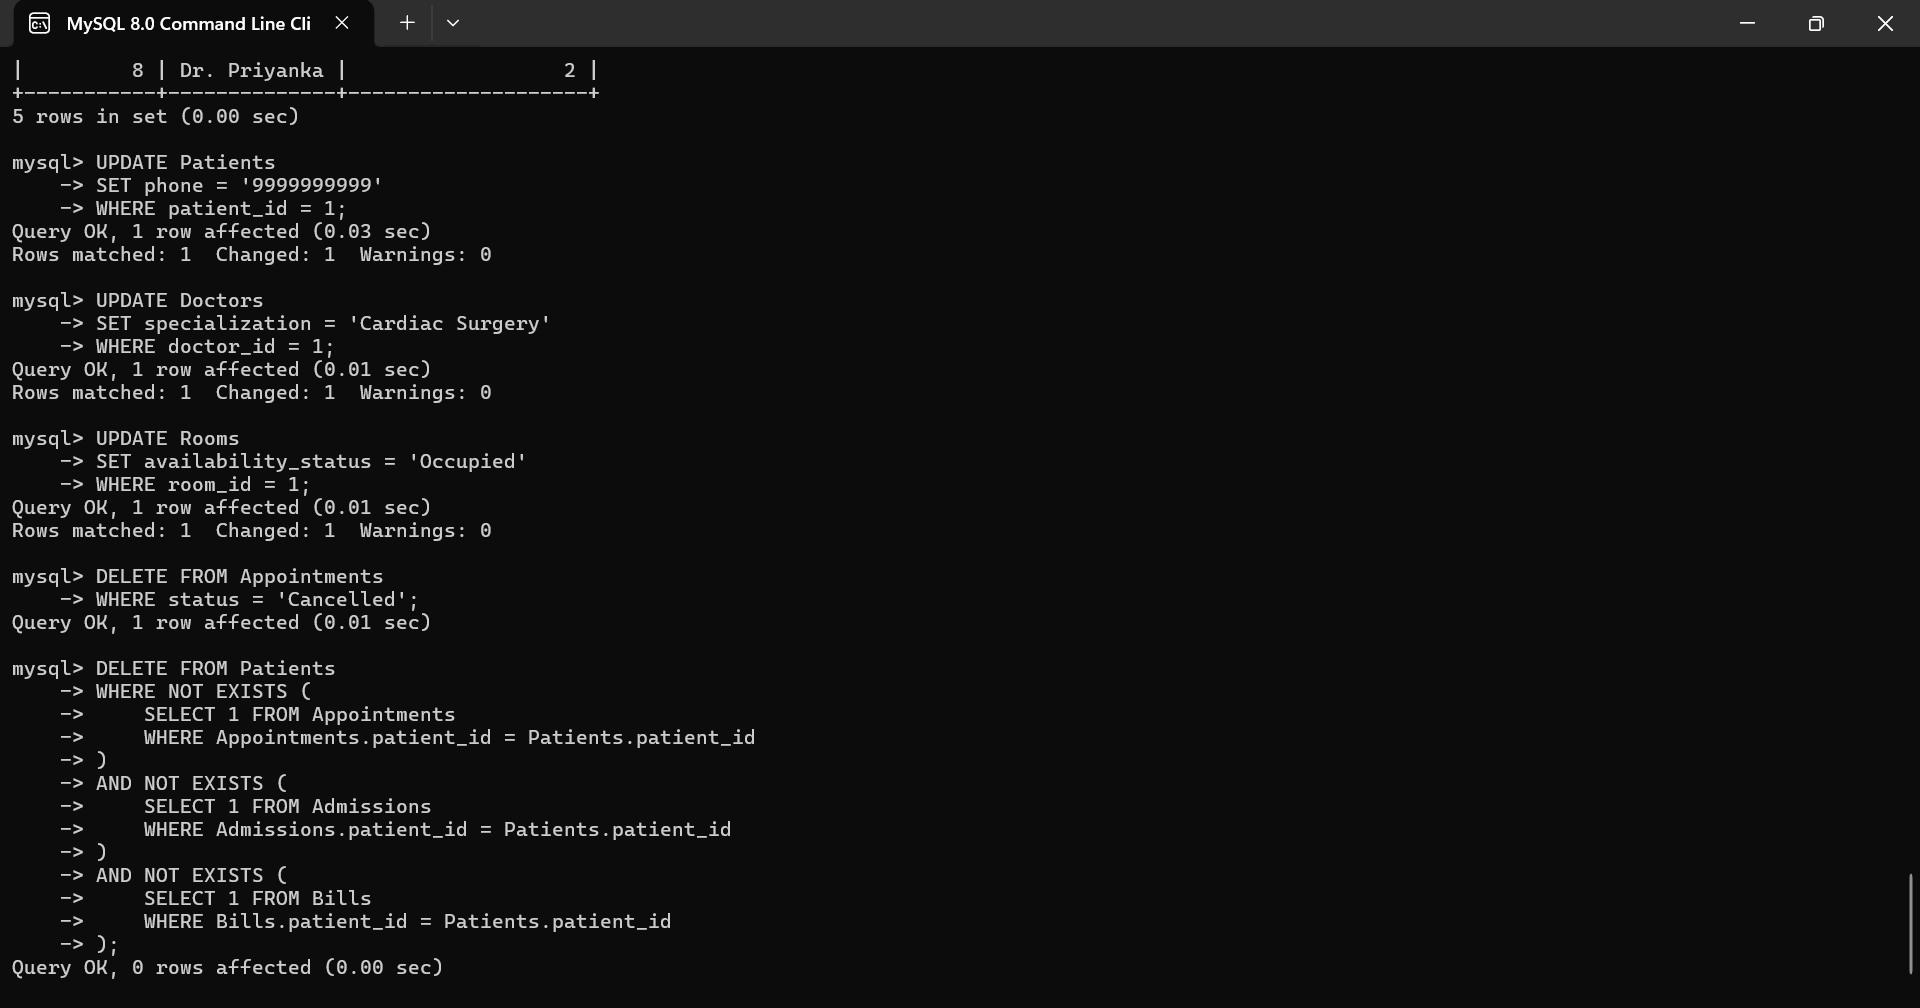 MySQL 8.0 Command Line Cli
|         8 | Dr. Priyanka |                  2 |
+-----------+--------------+--------------------+
5 rows in set (0.00 sec)
mysql> UPDATE Patients
    -> SET phone = '9999999999'
    -> WHERE patient_id = 1;
Query OK, 1 row affected (0.03 sec)
Rows matched: 1  Changed: 1  Warnings: 0
mysql> UPDATE Doctors
    -> SET specialization = 'Cardiac Surgery'
    -> WHERE doctor_id = 1;
Query OK, 1 row affected (0.01 sec)
Rows matched: 1  Changed: 1  Warnings: 0
mysql> UPDATE Rooms
    -> SET availability_status = 'Occupied'
    -> WHERE room_id = 1;
Query OK, 1 row affected (0.01 sec)
Rows matched: 1  Changed: 1  Warnings: 0
mysql> DELETE FROM Appointments
    -> WHERE status = 'Cancelled';
Query OK, 1 row affected (0.01 sec)
mysql> DELETE FROM Patients
    -> WHERE NOT EXISTS (
    ->     SELECT 1 FROM Appointments
    ->     WHERE Appointments.patient_id = Patients.patient_id
    -> )
    -> AND NOT EXISTS (
    ->     SELECT 1 FROM Admissions
    ->     WHERE Admissions.patient_id = Patients.patient_id
    -> )
    -> AND NOT EXISTS (
    ->     SELECT 1 FROM Bills
    ->     WHERE Bills.patient_id = Patients.patient_id
    -> );
Query OK, 0 rows affected (0.00 sec)